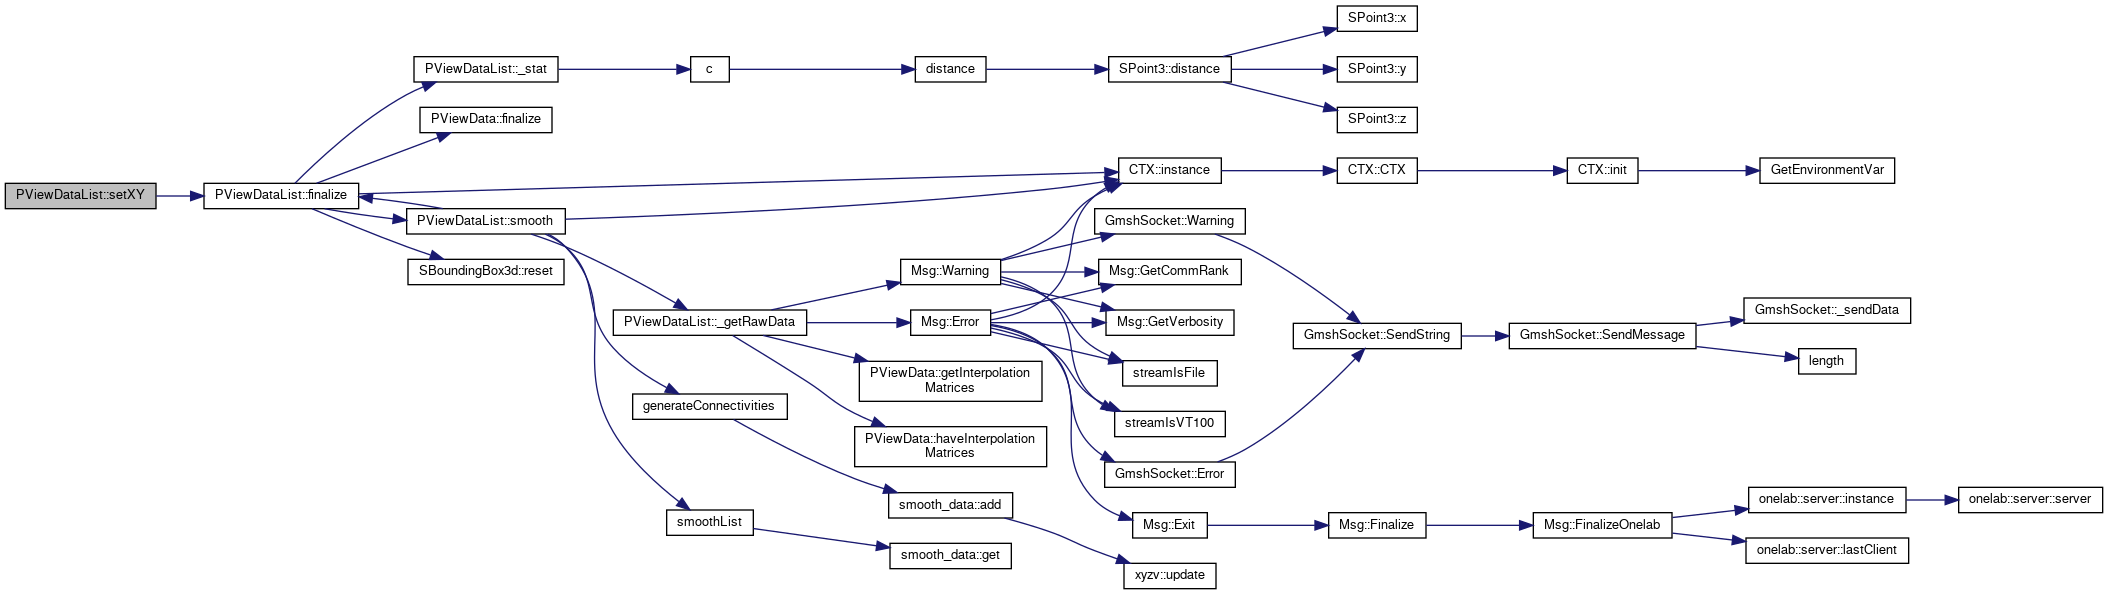 PViewDataList::setXY
PViewDataList::finalize
PViewDataList::_stat
PViewData::finalize
PViewDataList::smooth
SBoundingBox3d::reset
c
distance
SPoint3::distance
SPoint3::x
SPoint3::y
SPoint3::z
CTX::instance
CTX::CTX
CTX::init
GetEnvironmentVar
PViewDataList::_getRawData
generateConnectivities
smoothList
Msg::Warning
Msg::Error
PViewData::getInterpolation
Matrices
PViewData::haveInterpolation
Matrices
smooth_data::add
smooth_data::get
GmshSocket::Warning
Msg::GetCommRank
Msg::GetVerbosity
streamIsFile
streamIsVT100
GmshSocket::Error
Msg::Exit
xyzv::update
GmshSocket::SendString
GmshSocket::SendMessage
GmshSocket::_sendData
length
Msg::Finalize
Msg::FinalizeOnelab
onelab::server::instance
onelab::server::server
onelab::server::lastClient